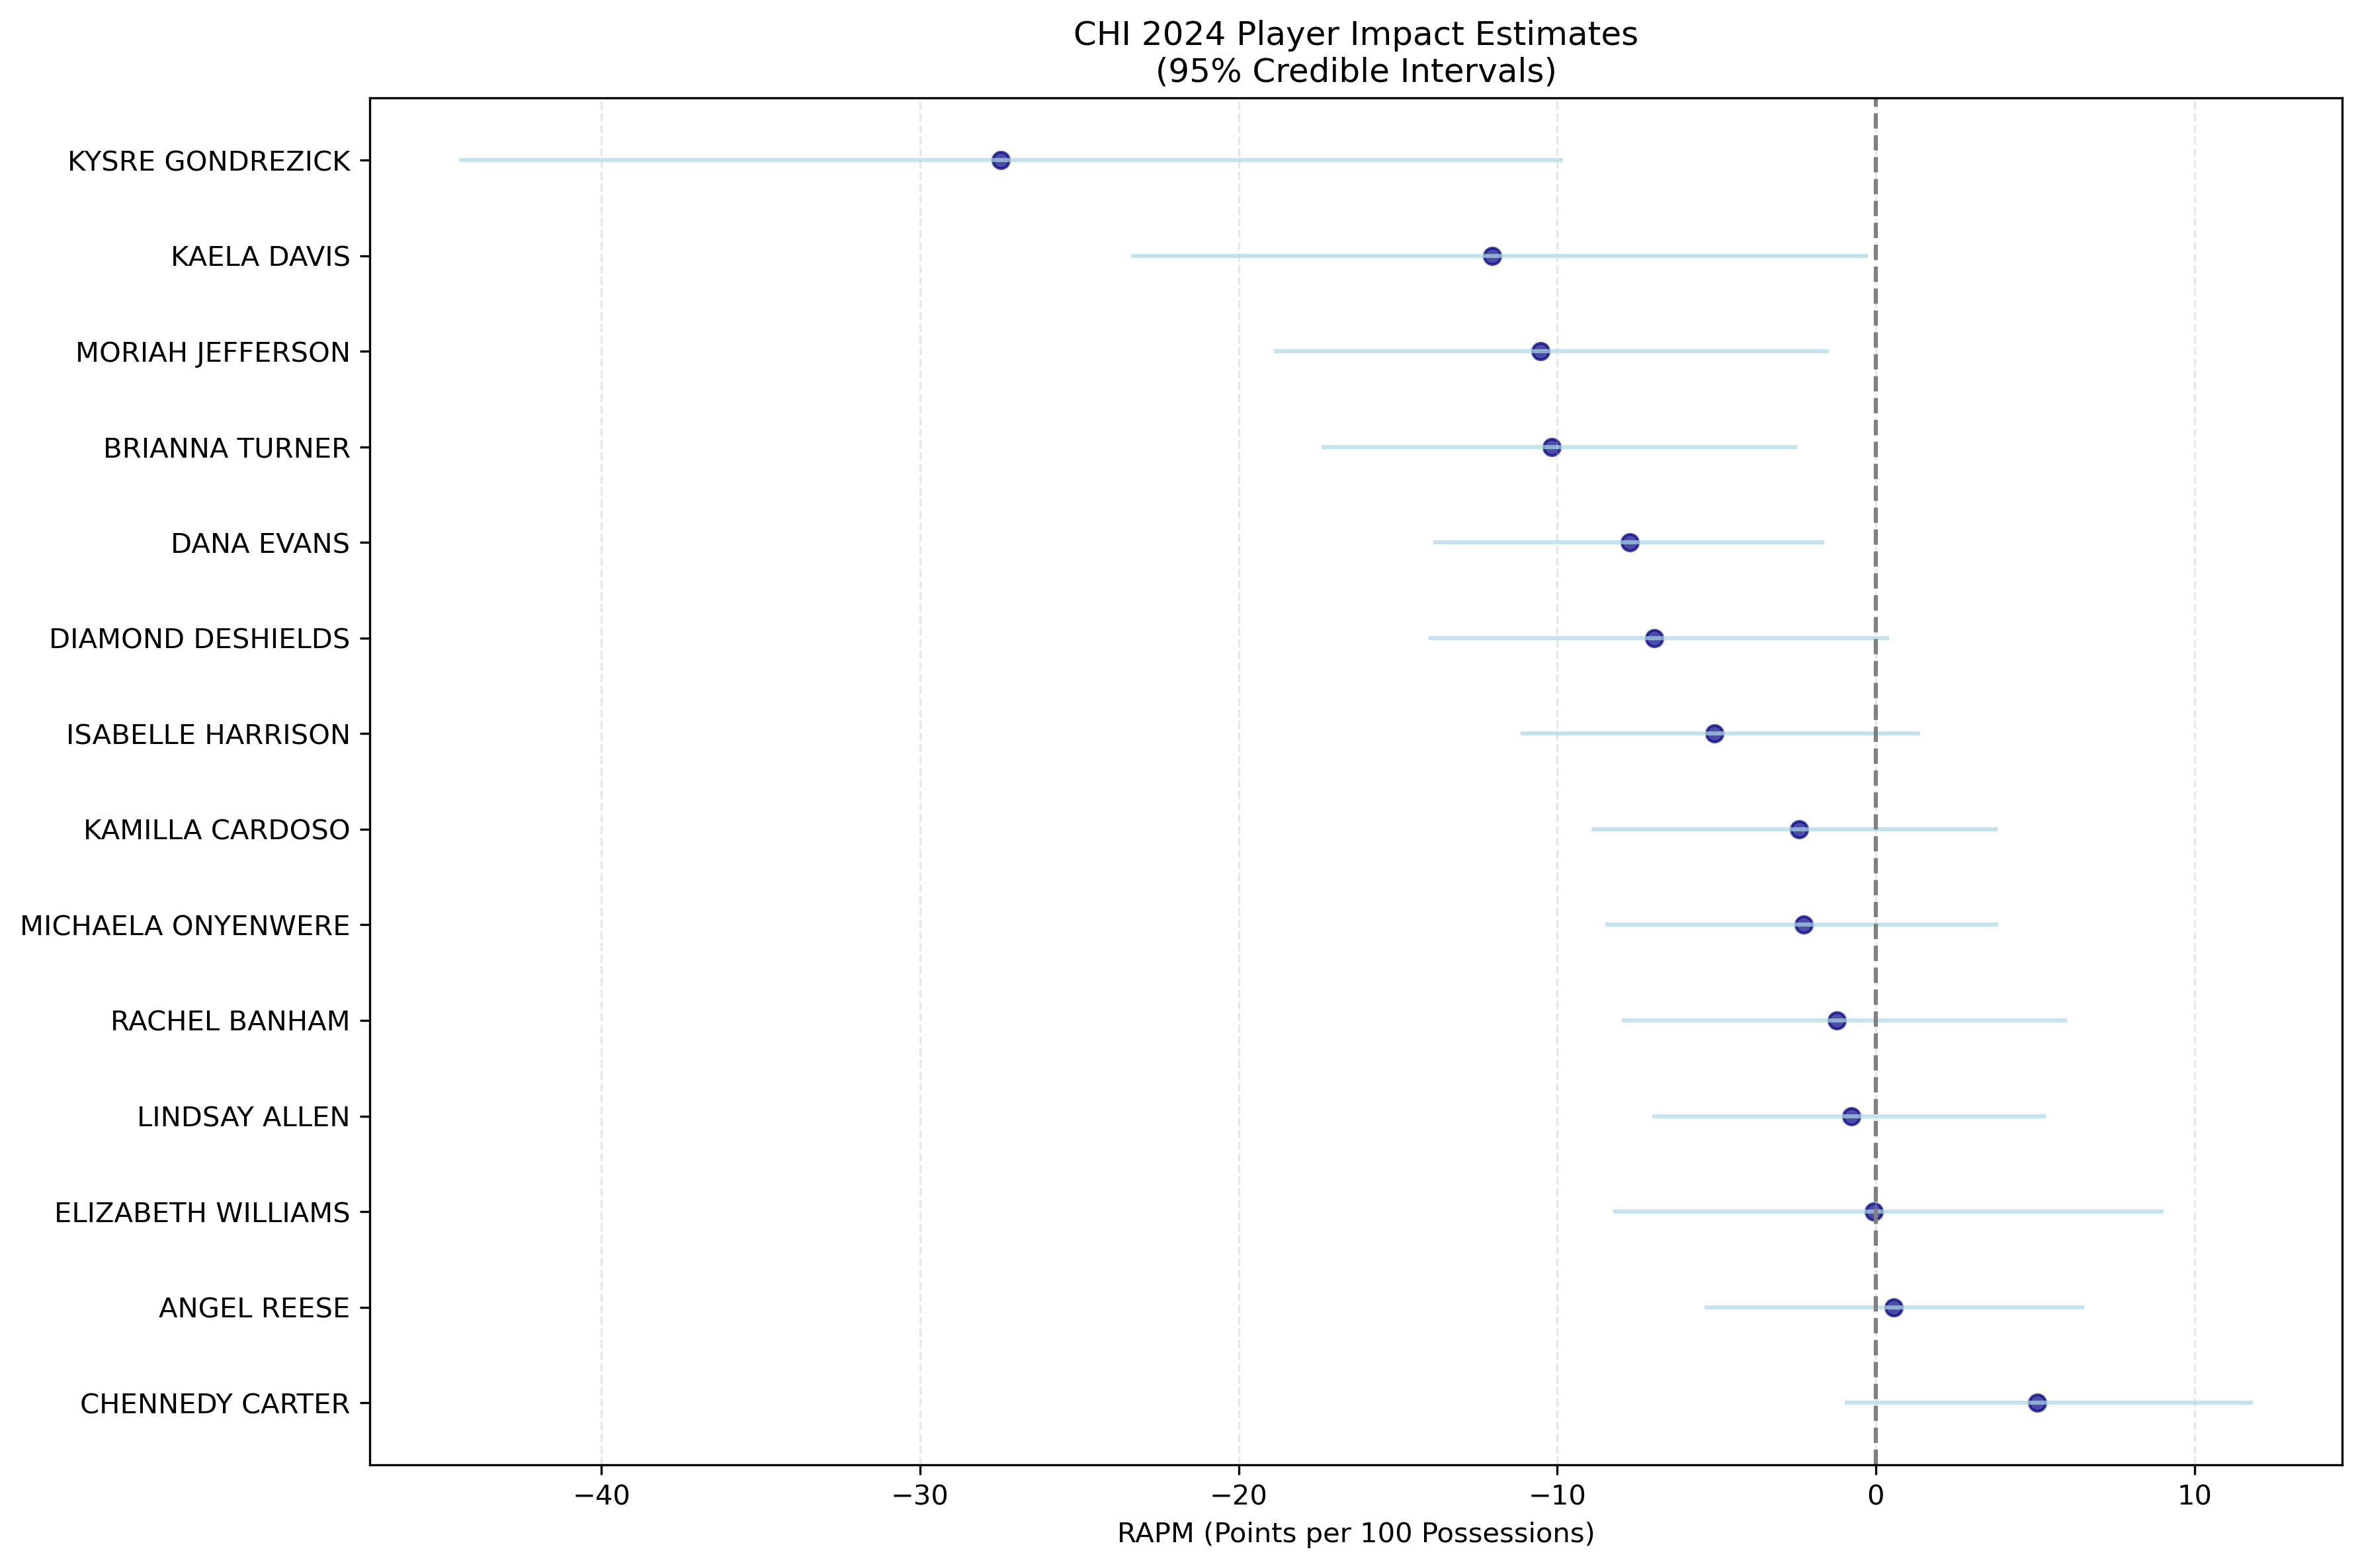 CHI 2024 Player Impact Estimates
(95% Credible Intervals)
KYSRE GONDREZICK
KAELA DAVIS
MORIAH JEFFERSON
BRIANNA TURNER
DANA EVANS
DIAMOND DESHIELDS
ISABELLE HARRISON
KAMILLA CARDOSO
MICHAELA ONYENWERE
RACHEL BANHAM
LINDSAY ALLEN
ELIZABETH WILLIAMS
ANGEL REESE
CHENNEDY CARTER
−40 −30 −20 −10 0 10
RAPM (Points per 100 Possessions)